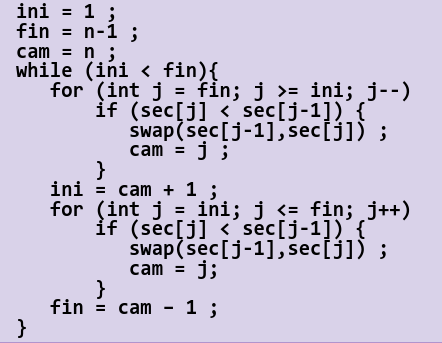 ini = 1 ;
fin = n-1 ;
cam = n ;
while (ini < fin){
for (int j = fin; j >= ini; j--)
if (sec[j] < sec[j-1]) {
swap(sec[j-1],sec[j]) ;
cam = j ;
}
ini = cam + 1 ;
for (int j = ini; j <= fin; j++)
if (sec[j] < sec[j-1]) {
swap(sec[j-1],sec[j]) ;
cam = j;
}
fin = cam – 1 ;
}